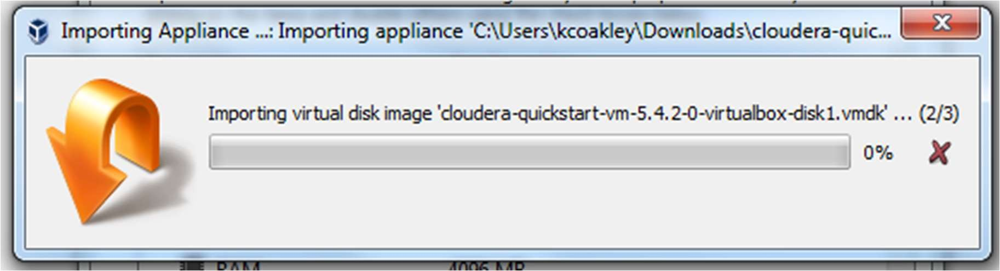 Importing Appliance ...: Importing appliance 'C:\Users\kcoakley\Downloads\cloudera-quic...
Importing virtual disk image 'cloudera-quickstart-vm-5.4.2-0-virtualbox-disk1.vmdk' ... (2/3)
0%
RAM 4096 MB